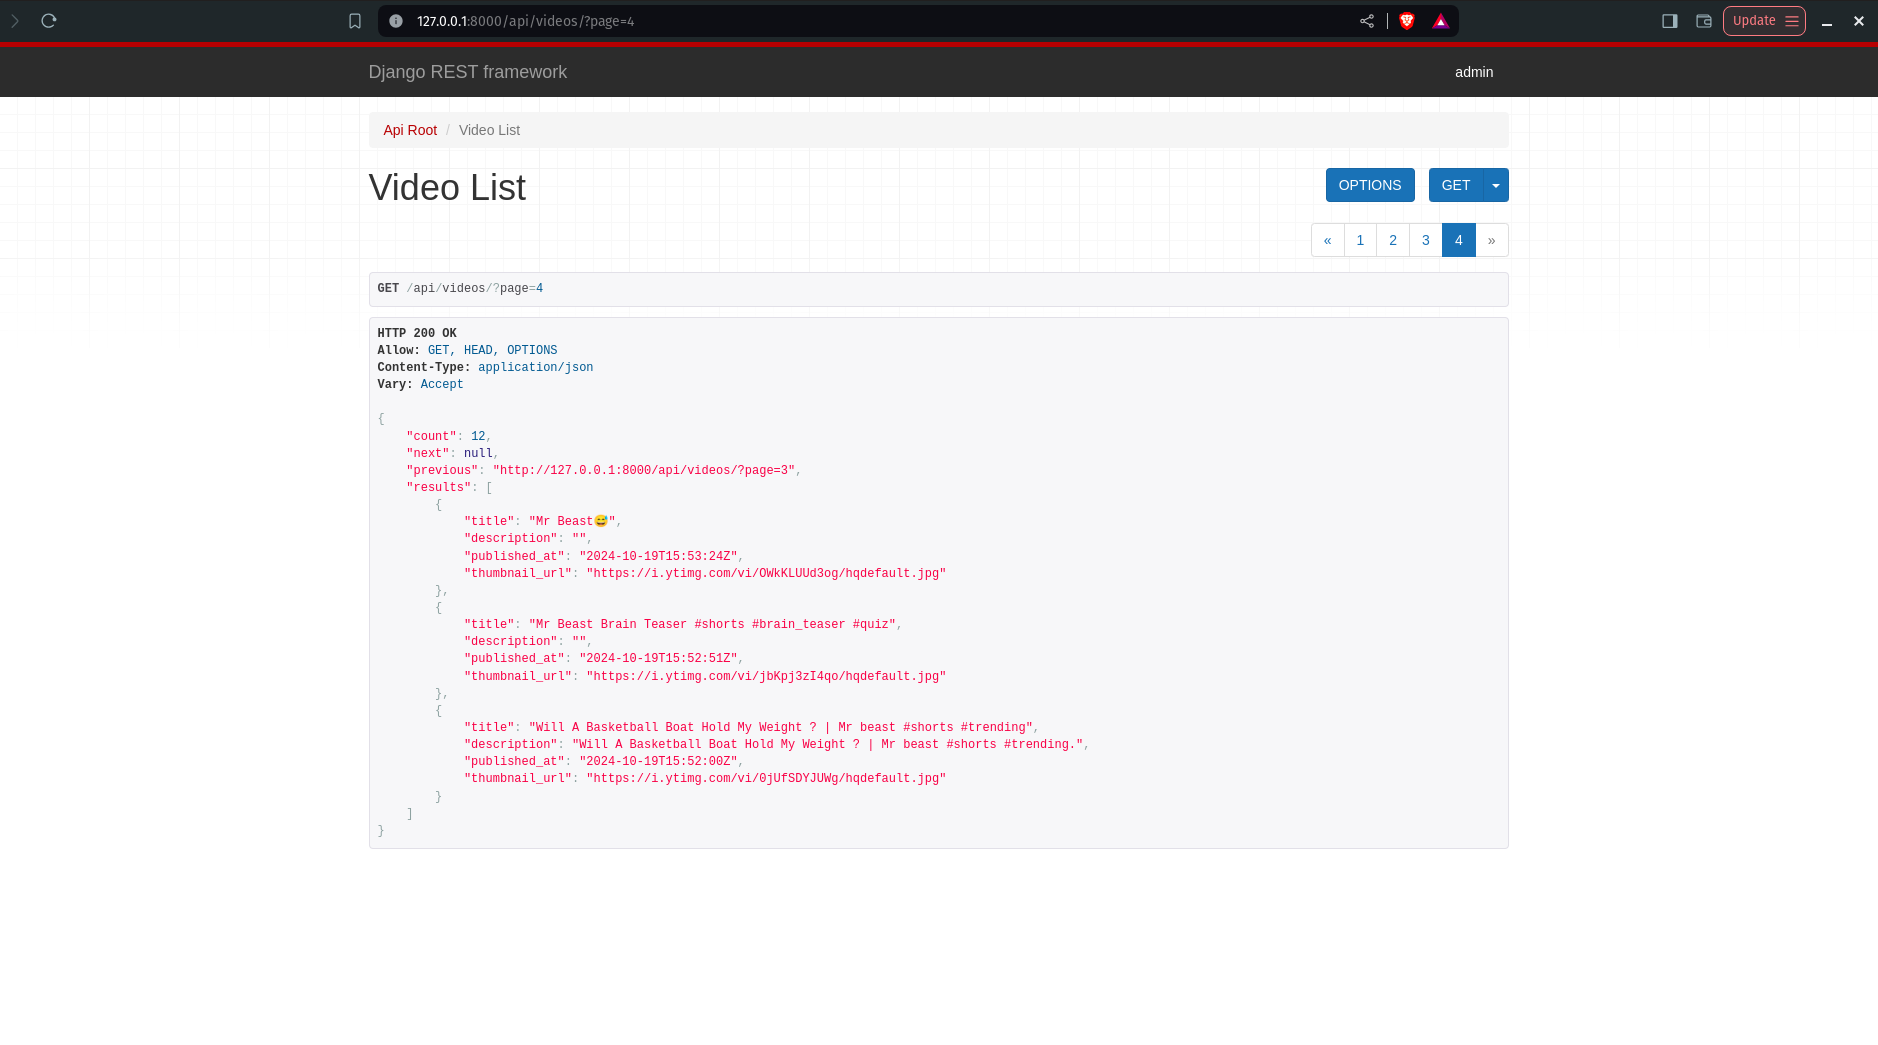 127.0.0.1:8000/api/videos/?page=4
Update
Django REST framework
admin
Api Root / Video List
Video List
OPTIONS
GET
« 1 2 3 4 »
GET /api/videos/?page=4
HTTP 200 OK
Allow: GET, HEAD, OPTIONS
Content-Type: application/json
Vary: Accept
{
    "count": 12,
    "next": null,
    "previous": "http://127.0.0.1:8000/api/videos/?page=3",
    "results": [
        {
            "title": "Mr Beast😅",
            "description": "",
            "published_at": "2024-10-19T15:53:24Z",
            "thumbnail_url": "https://i.ytimg.com/vi/OWkKLUUd3og/hqdefault.jpg"
        },
        {
            "title": "Mr Beast Brain Teaser #shorts #brain_teaser #quiz",
            "description": "",
            "published_at": "2024-10-19T15:52:51Z",
            "thumbnail_url": "https://i.ytimg.com/vi/jbKpj3zI4qo/hqdefault.jpg"
        },
        {
            "title": "Will A Basketball Boat Hold My Weight ? | Mr beast #shorts #trending",
            "description": "Will A Basketball Boat Hold My Weight ? | Mr beast #shorts #trending.",
            "published_at": "2024-10-19T15:52:00Z",
            "thumbnail_url": "https://i.ytimg.com/vi/0jUfSDYJUWg/hqdefault.jpg"
        }
    ]
}